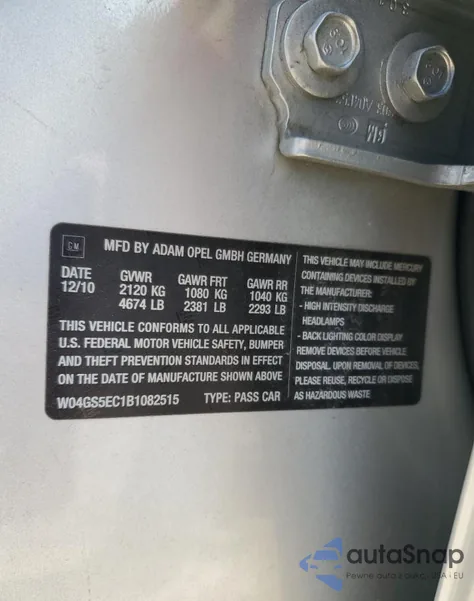 GM
MFD BY ADAM OPEL GMBH GERMANY
DATE GVWR GAWR FRT GAWR RR
12/10 2120 KG 1080 KG 1040 KG
4674 LB 2381 LB 2293 LB
THIS VEHICLE CONFORMS TO ALL APPLICABLE
U.S. FEDERAL MOTOR VEHICLE SAFETY, BUMPER
AND THEFT PREVENTION STANDARDS IN EFFECT
ON THE DATE OF MANUFACTURE SHOWN ABOVE
W04GS5EC1B1082515 TYPE: PASS CAR
THIS VEHICLE MAY INCLUDE MERCURY
CONTAINING DEVICES INSTALLED BY
THE MANUFACTURER:
- HIGH INTENSITY DISCHARGE
HEADLAMPS
- BACK LIGHTING COLOR DISPLAY
REMOVE DEVICES BEFORE VEHICLE
DISPOSAL. UPON REMOVAL OF DEVICES,
PLEASE REUSE, RECYCLE OR DISPOSE
AS HAZARDOUS WASTE
autaSnap